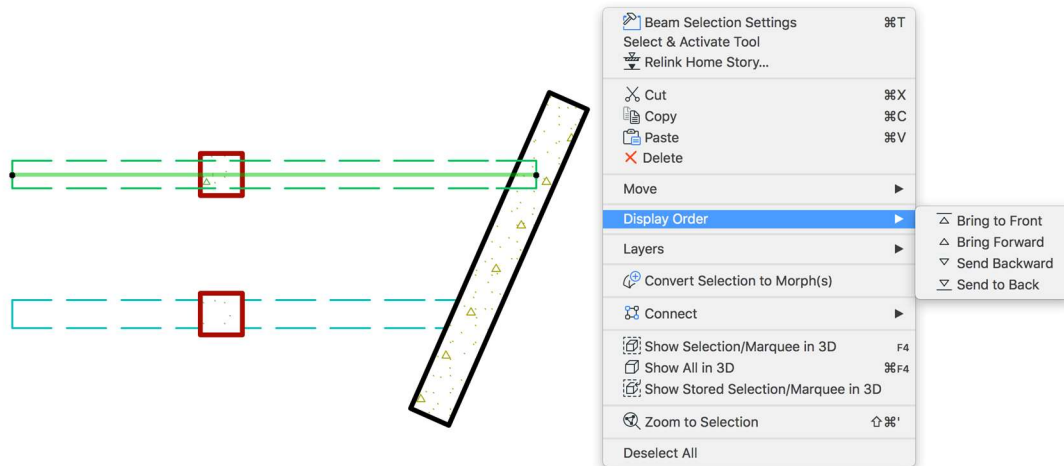 Beam Selection Settings ⌘T
Select & Activate Tool
Relink Home Story...
Cut ⌘X
Copy ⌘C
Paste ⌘V
Delete
Move
Display Order
Layers
Convert Selection to Morph(s)
Connect
Show Selection/Marquee in 3D F4
Show All in 3D ⌘F4
Show Stored Selection/Marquee in 3D
Zoom to Selection ⇧⌘'
Deselect All
Bring to Front
Bring Forward
Send Backward
Send to Back